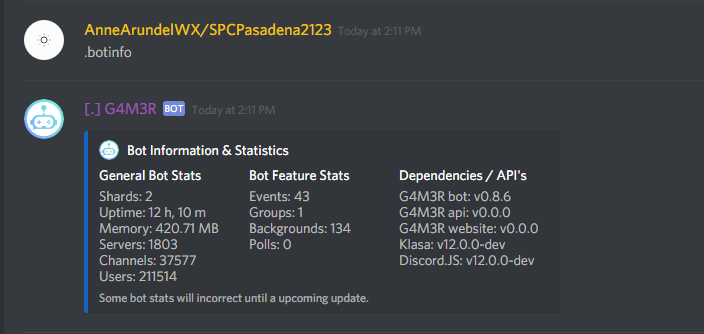 AnneArundelWX/SPCPasadena2123 Today at 2:11 PM
.botinfo
[.] G4M3R BOT Today at 2:11 PM
Bot Information & Statistics
General Bot Stats
Shards: 2
Uptime: 12 h, 10 m
Memory: 420.71 MB
Servers: 1803
Channels: 37577
Users: 211514
Bot Feature Stats
Events: 43
Groups: 1
Backgrounds: 134
Polls: 0
Dependencies / API's
G4M3R bot: v0.8.6
G4M3R api: v0.0.0
G4M3R website: v0.0.0
Klasa: v12.0.0-dev
Discord.JS: v12.0.0-dev
Some bot stats will incorrect until a upcoming update.